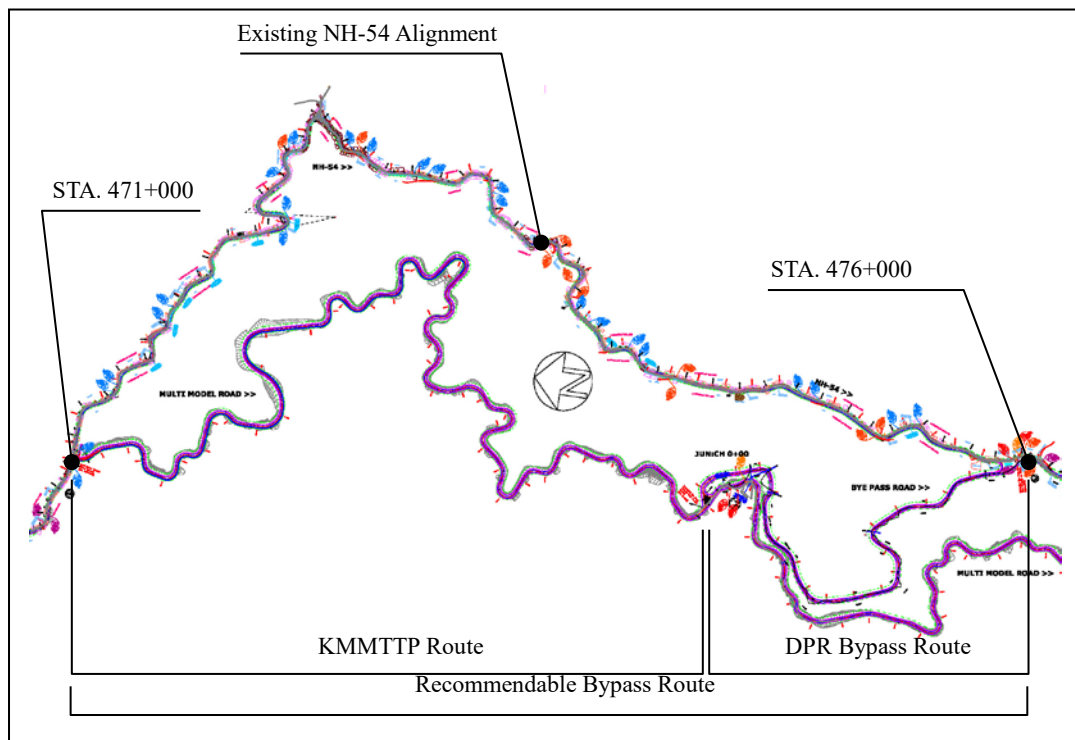 Existing NH-54 Alignment
NH-54 >>
STA. 471+000
STA. 476+000
MULTI MODEL ROAD >>
NH-54 >>
JUNICH 0+00
BYE PASS ROAD >>
MULTI MODEL ROAD >>
KMMTTP Route
DPR Bypass Route
Recommendable Bypass Route